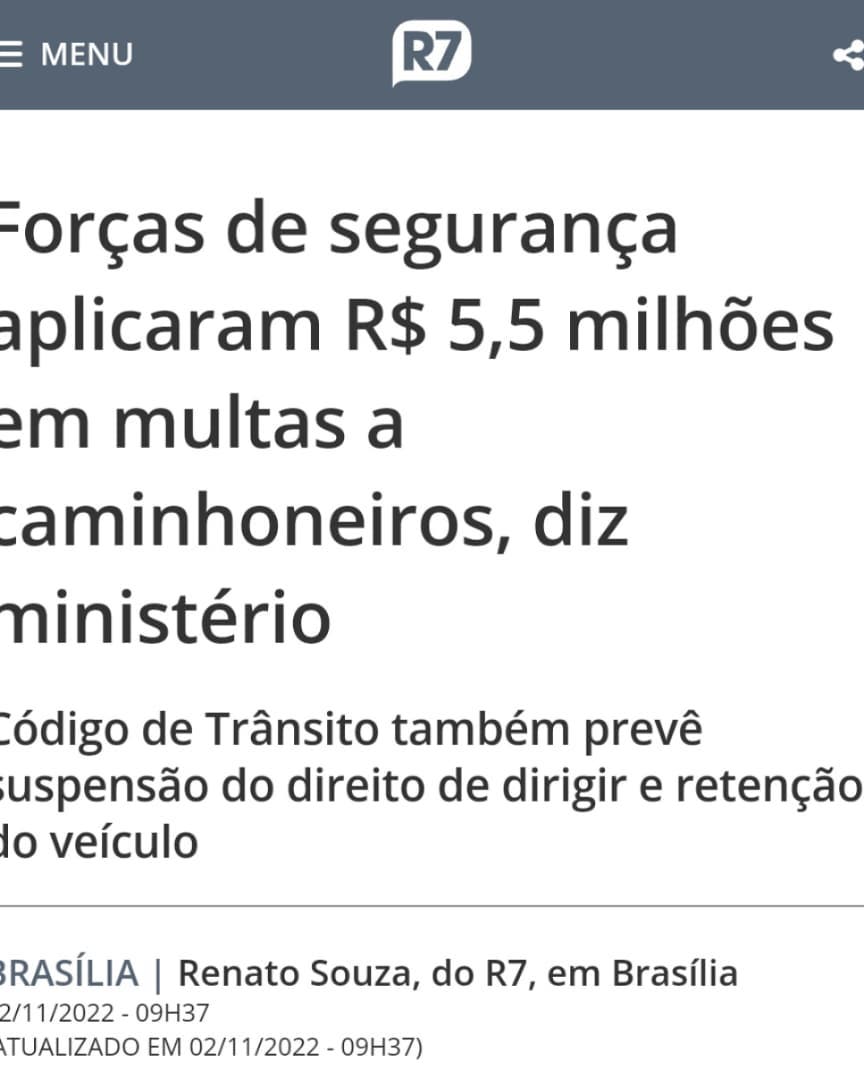 MENU
R7
Forças de segurança
aplicaram R$ 5,5 milhões
em multas a
caminhoneiros, diz
ministério
Código de Trânsito também prevê
suspensão do direito de dirigir e retenção
do veículo
BRASÍLIA | Renato Souza, do R7, em Brasília
2/11/2022 - 09H37
ATUALIZADO EM 02/11/2022 - 09H37)